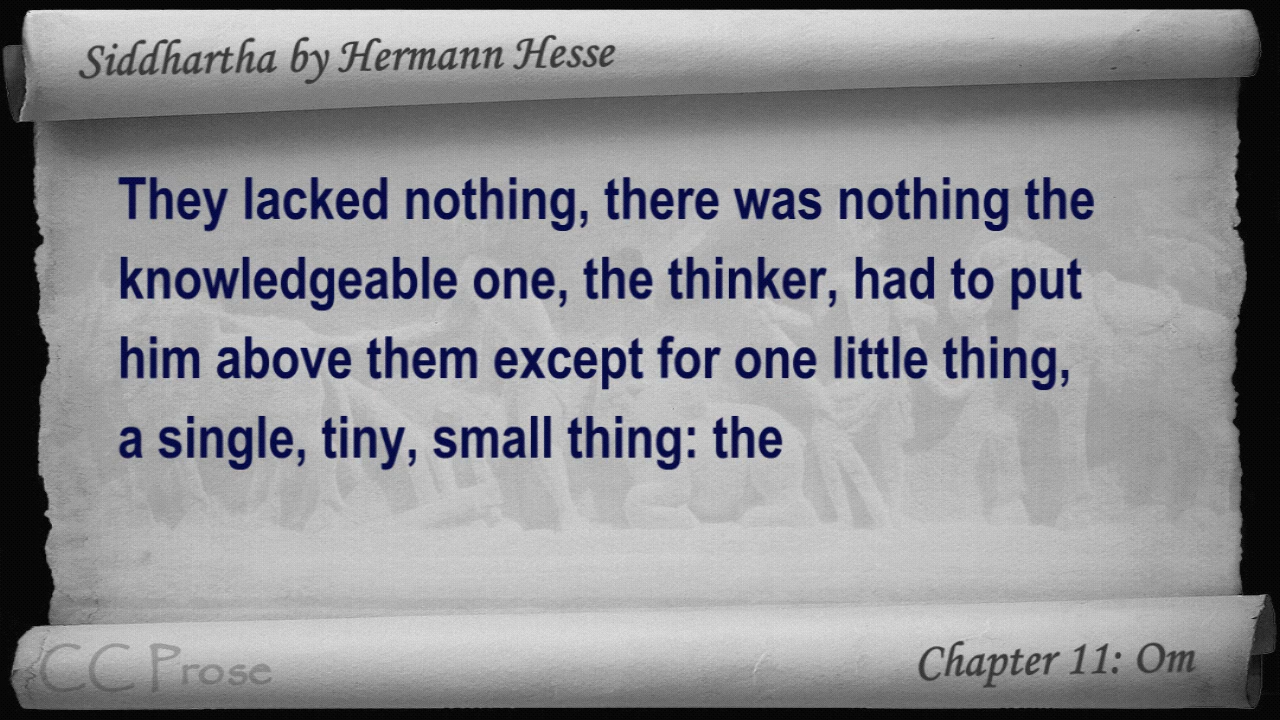 Siddhartha by Hermann Hesse
They lacked nothing, there was nothing the
knowledgeable one, the thinker, had to put
him above them except for one little thing,
a single, tiny, small thing: the
CC Prose
Chapter 11: Om